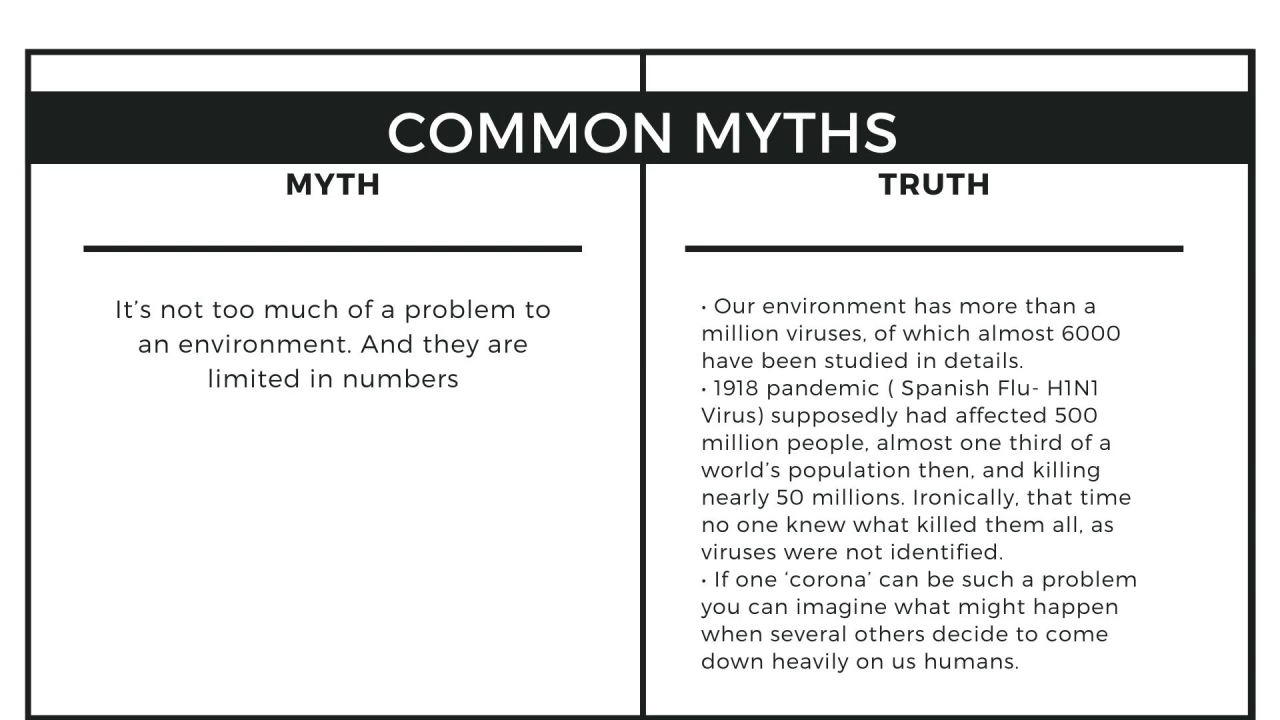 COMMON MYTHS
MYTH
It’s not too much of a problem to
an environment. And they are
limited in numbers
TRUTH
• Our environment has more than a
million viruses, of which almost 6000
have been studied in details.
• 1918 pandemic ( Spanish Flu- H1N1
Virus) supposedly had affected 500
million people, almost one third of a
world’s population then, and killing
nearly 50 millions. Ironically, that time
no one knew what killed them all, as
viruses were not identified.
• If one ‘corona’ can be such a problem
you can imagine what might happen
when several others decide to come
down heavily on us humans.